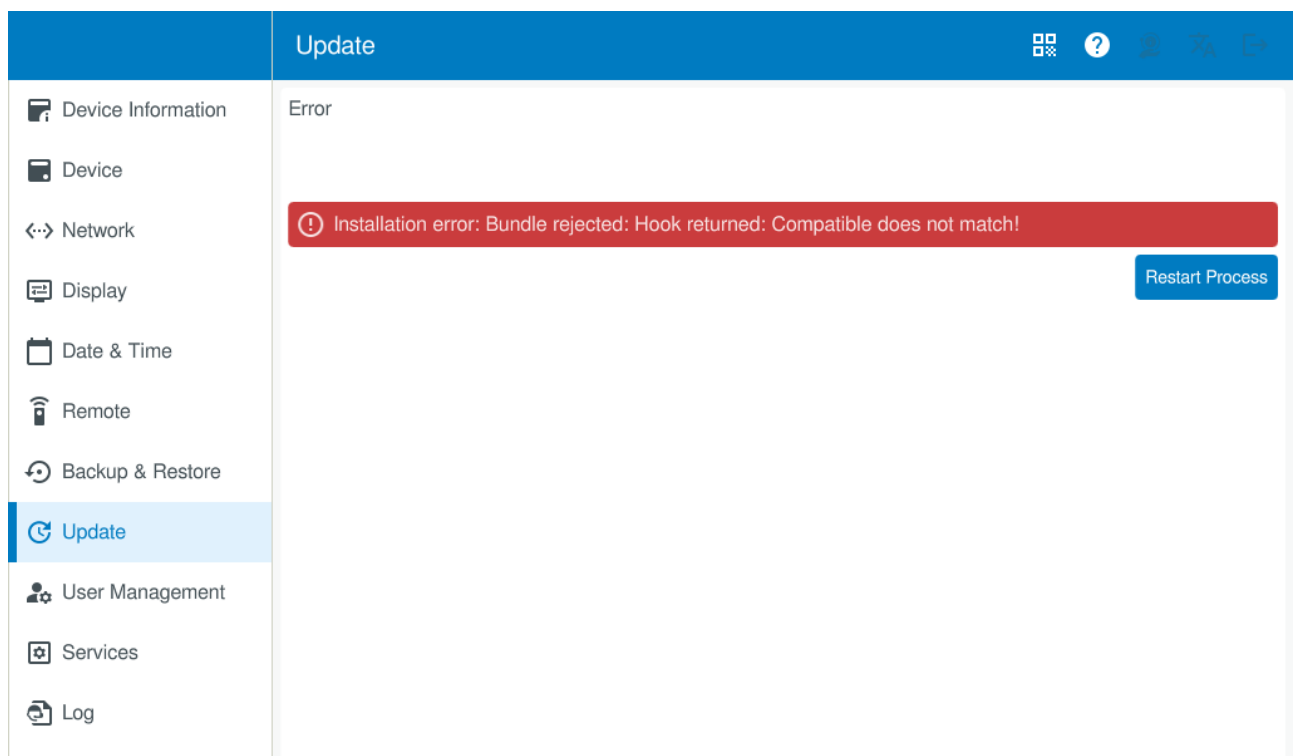 Update
Device Information
Device
Network
Display
Date & Time
Remote
Backup & Restore
Update
User Management
Services
Log
Error
Installation error: Bundle rejected: Hook returned: Compatible does not match!
Restart Process